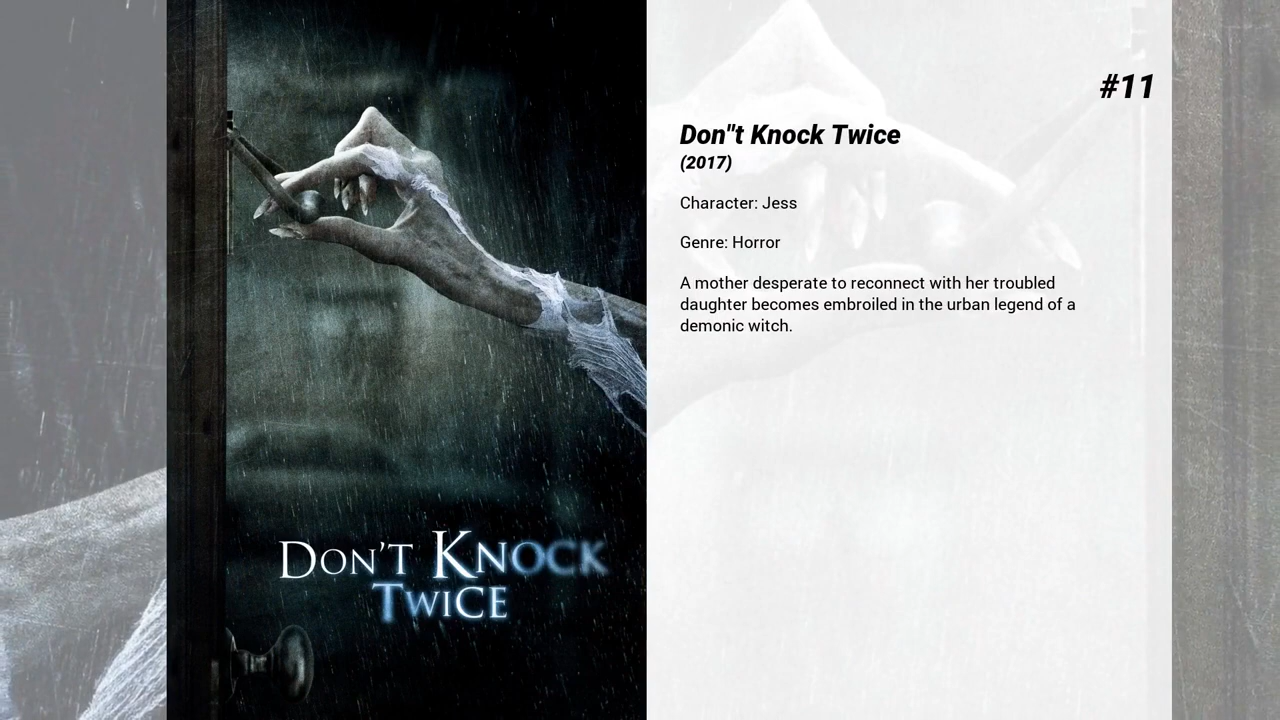 DON'T KNOCK
TWICE
#11
Don"t Knock Twice
(2017)
Character: Jess
Genre: Horror
A mother desperate to reconnect with her troubled
daughter becomes embroiled in the urban legend of a
demonic witch.